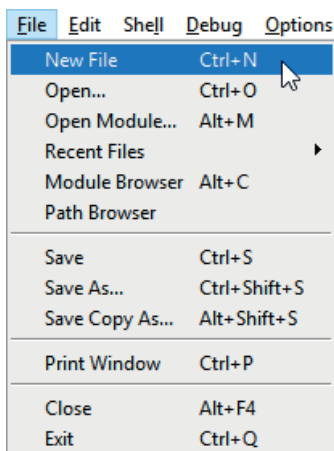 File Edit Shell Debug Options
New File Ctrl+N
Open... Ctrl+O
Open Module... Alt+M
Recent Files
Module Browser Alt+C
Path Browser
Save Ctrl+S
Save As... Ctrl+Shift+S
Save Copy As... Alt+Shift+S
Print Window Ctrl+P
Close Alt+F4
Exit Ctrl+Q